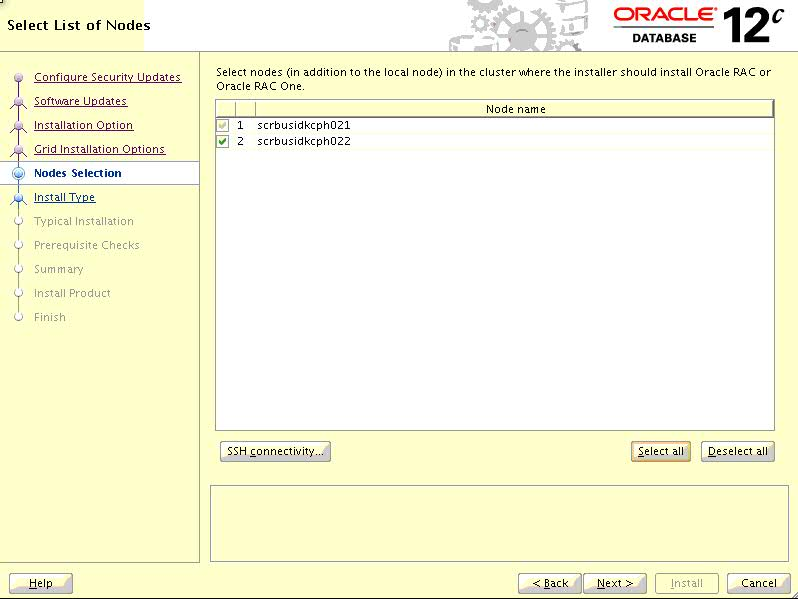 Select List of Nodes
ORACLE®
DATABASE
12c
Configure Security Updates
Software Updates
Installation Option
Grid Installation Options
Nodes Selection
Install Type
Typical Installation
Prerequisite Checks
Summary
Install Product
Finish
Select nodes (in addition to the local node) in the cluster where the installer should install Oracle RAC or
Oracle RAC One.
Node name
1 scrbusidkcph021
2 scrbusidkcph022
SSH connectivity...
Select all
Deselect all
Help
< Back
Next >
Install
Cancel